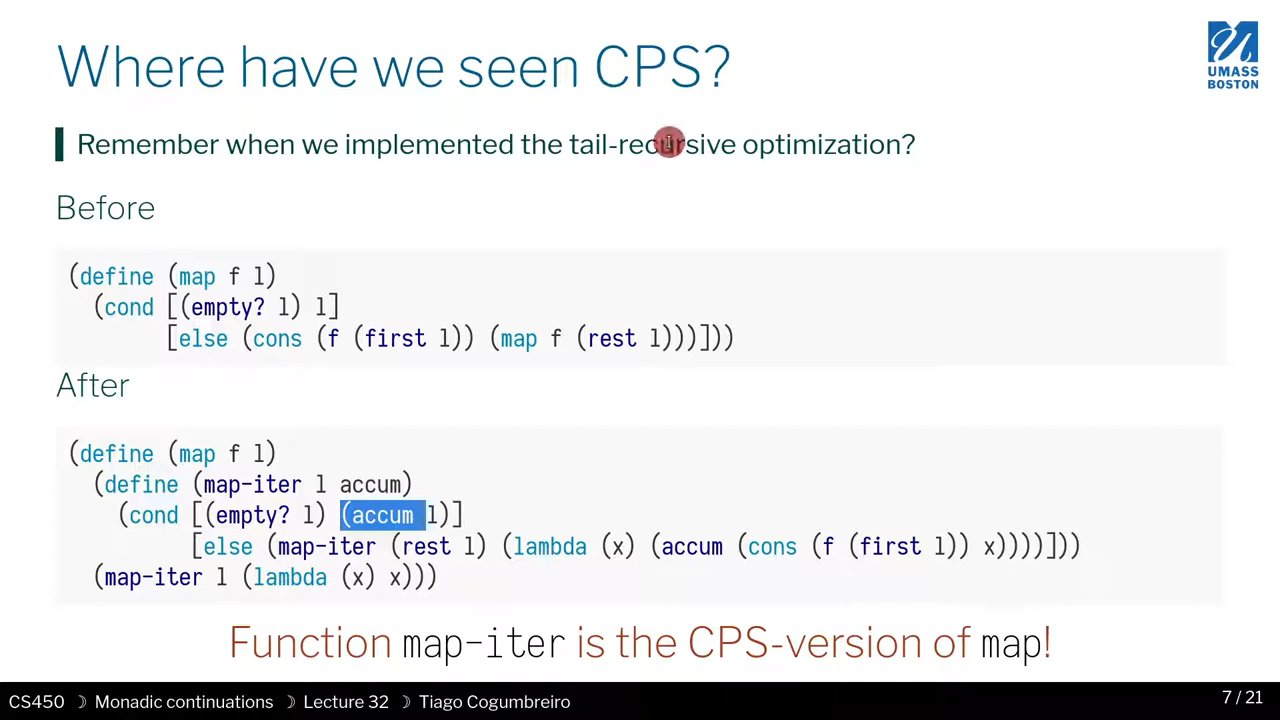 Where have we seen CPS?
UMASS
BOSTON
Remember when we implemented the tail-recursive optimization?
Before
(define (map f l)
  (cond [(empty? l) l]
        [else (cons (f (first l)) (map f (rest l)))]))
After
(define (map f l)
  (define (map-iter l accum)
    (cond [(empty? l) (accum l)]
          [else (map-iter (rest l) (lambda (x) (accum (cons (f (first l)) x))))]))
  (map-iter l (lambda (x) x)))
Function map-iter is the CPS-version of map!
CS450 ☽ Monadic continuations ☽ Lecture 32 ☽ Tiago Cogumbreiro
7 / 21